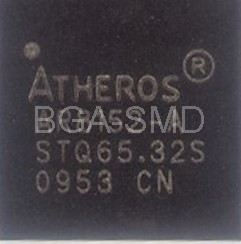 ATHEROS®
BGASMD
STQ65.32S
0953 CN